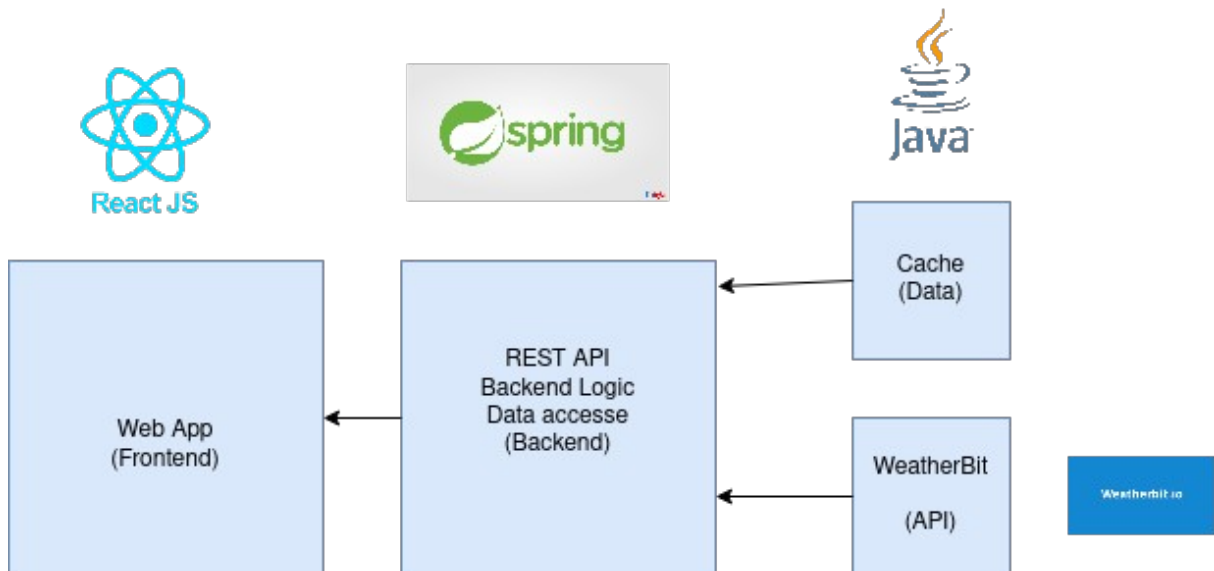 React JS
spring
Java
Web App
(Frontend)
REST API
Backend Logic
Data accesse
(Backend)
Cache
(Data)
WeatherBit
(API)
Weatherbit.io